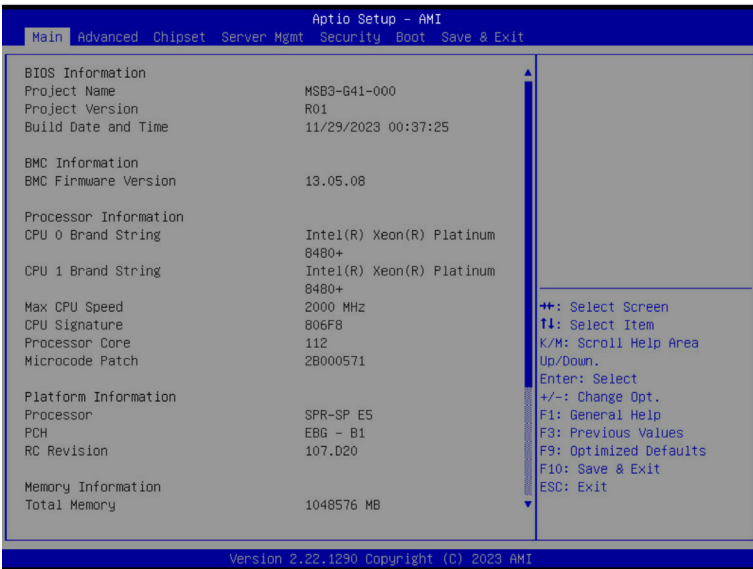 Aptio Setup - AMI
Main Advanced Chipset Server Mgmt Security Boot Save & Exit
BIOS Information
Project Name MSB3-G41-000
Project Version R01
Build Date and Time 11/29/2023 00:37:25
BMC Information
BMC Firmware Version 13.05.08
Processor Information
CPU 0 Brand String Intel(R) Xeon(R) Platinum
8480+
CPU 1 Brand String Intel(R) Xeon(R) Platinum
8480+
Max CPU Speed 2000 MHz
CPU Signature 806F8
Processor Core 112
Microcode Patch 2B000571
Platform Information
Processor SPR-SP E5
PCH EBG - B1
RC Revision 107.D20
Memory Information
Total Memory 1048576 MB
→←: Select Screen
↑↓: Select Item
K/M: Scroll Help Area
Up/Down.
Enter: Select
+/-: Change Opt.
F1: General Help
F3: Previous Values
F9: Optimized Defaults
F10: Save & Exit
ESC: Exit
Version 2.22.1290 Copyright (C) 2023 AMI